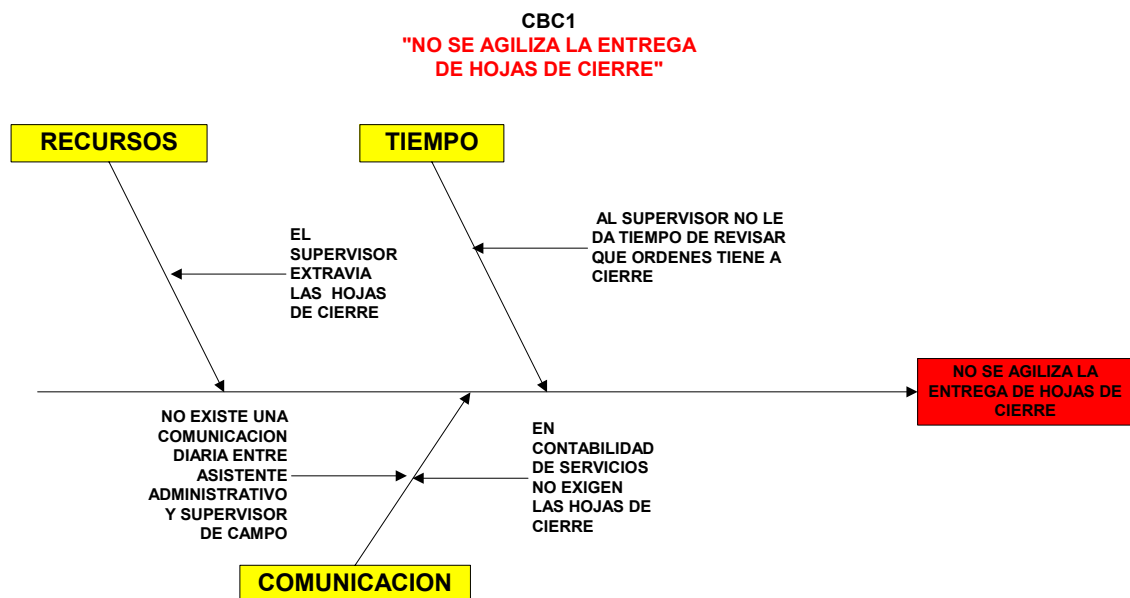 CBC1
"NO SE AGILIZA LA ENTREGA
DE HOJAS DE CIERRE"
RECURSOS
TIEMPO
EL
SUPERVISOR
EXTRAVIA
LAS HOJAS
DE CIERRE
AL SUPERVISOR NO LE
DA TIEMPO DE REVISAR
QUE ORDENES TIENE A
CIERRE
NO SE AGILIZA LA
ENTREGA DE HOJAS DE
CIERRE
NO EXISTE UNA
COMUNICACION
DIARIA ENTRE
ASISTENTE
ADMINISTRATIVO
Y SUPERVISOR
DE CAMPO
EN
CONTABILIDAD
DE SERVICIOS
NO EXIGEN
LAS HOJAS DE
CIERRE
COMUNICACION